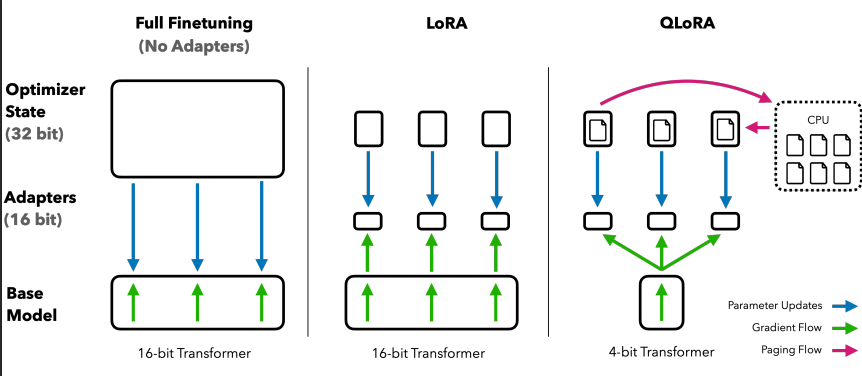 Full Finetuning
(No Adapters)
LoRA
QLoRA
Optimizer
State
(32 bit)
CPU
Adapters
(16 bit)
Base
Model
Parameter Updates
Gradient Flow
Paging Flow
16-bit Transformer
16-bit Transformer
4-bit Transformer